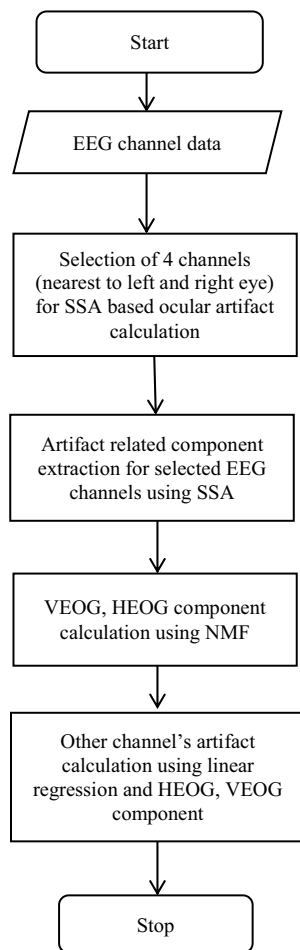 Start
EEG channel data
Selection of 4 channels
(nearest to left and right eye)
for SSA based ocular artifact
calculation
Artifact related component
extraction for selected EEG
channels using SSA
VEOG, HEOG component
calculation using NMF
Other channel's artifact
calculation using linear
regression and HEOG, VEOG
component
Stop